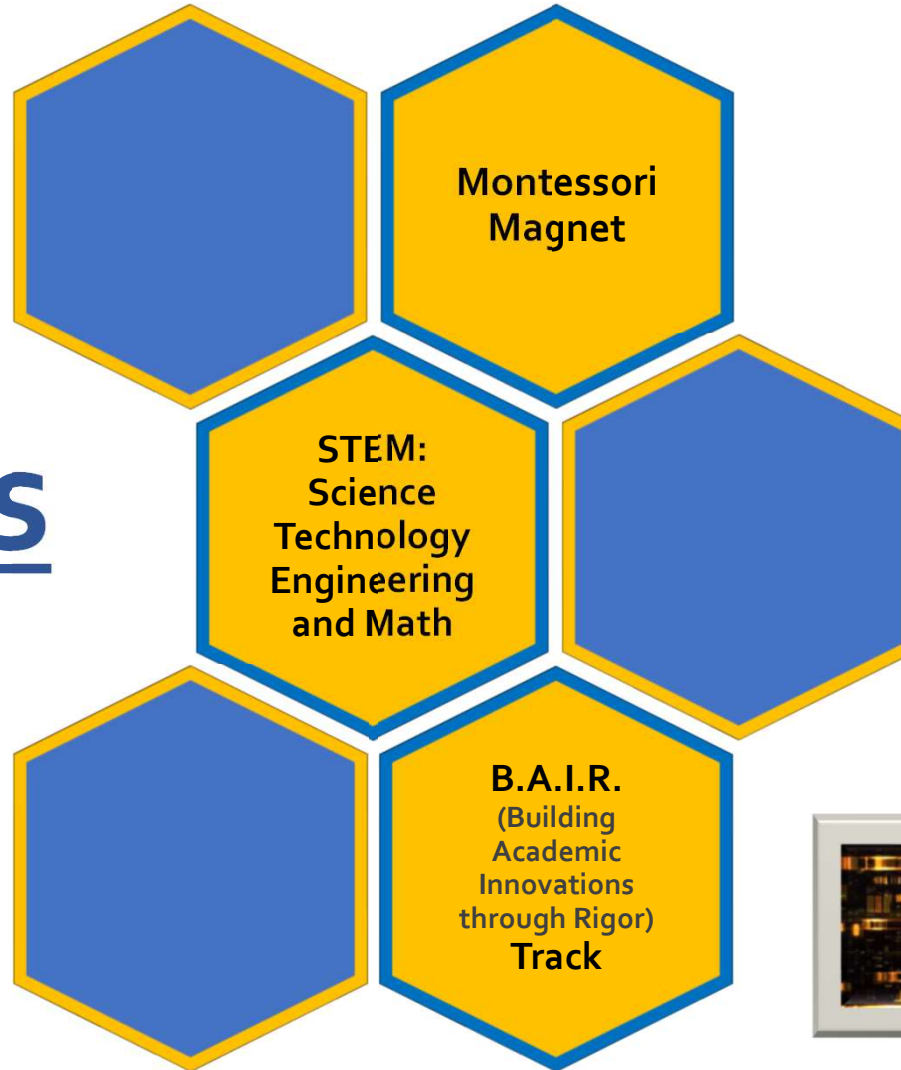 Montessori
Magnet
STEM:
Science
Technology
Engineering
and Math
S
B.A.I.R.
(Building
Academic
Innovations
through Rigor)
Track